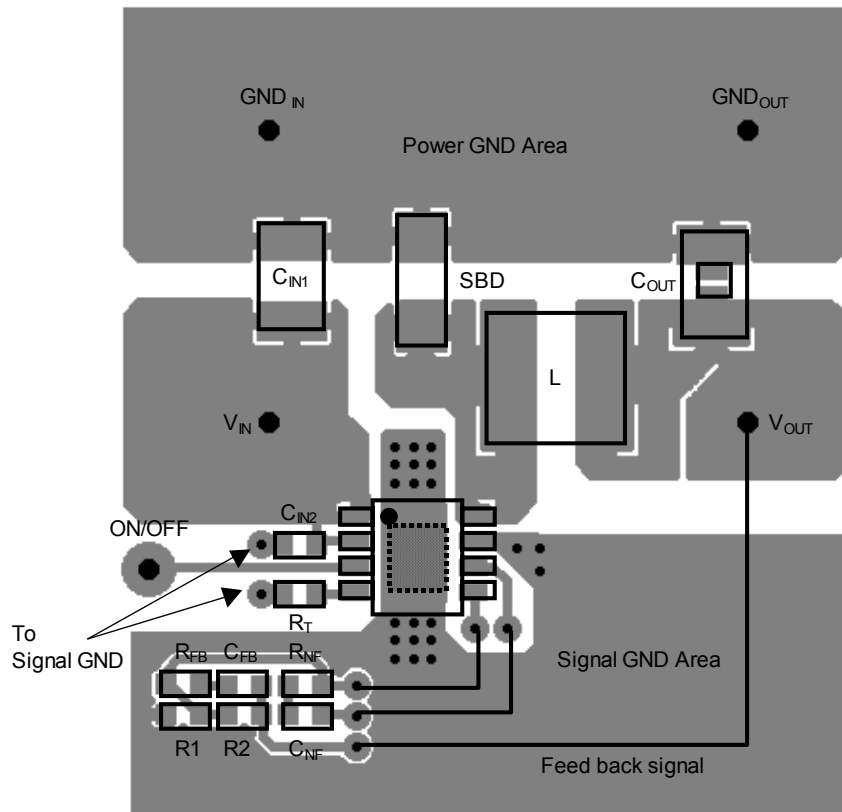 GND IN
GNDOUT
Power GND Area
CIN1
SBD
COUT
L
VIN
VOUT
CIN2
ON/OFF
RT
To
Signal GND
RFB CFB RNF
Signal GND Area
R1 R2 CNF
Feed back signal